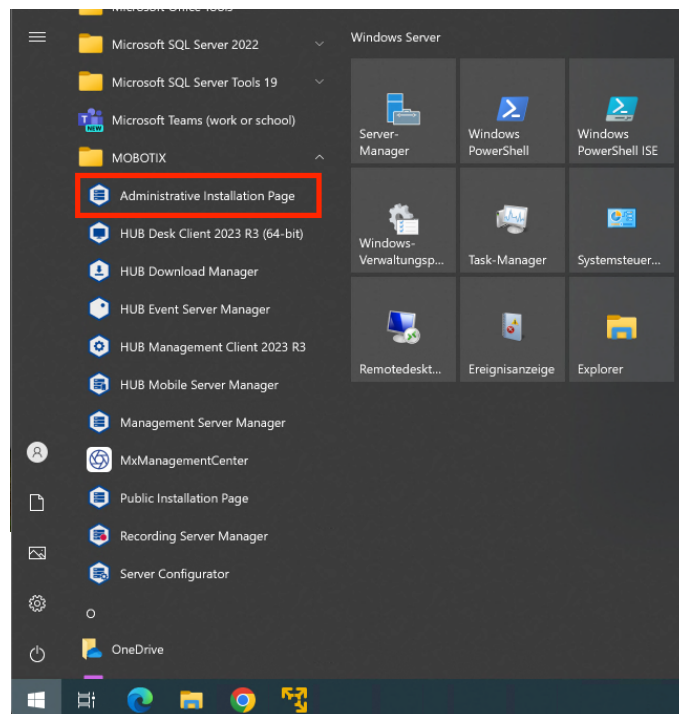 Microsoft Office Tools
Microsoft SQL Server 2022
Microsoft SQL Server Tools 19
Microsoft Teams (work or school)
NEW
MOBOTIX
Administrative Installation Page
HUB Desk Client 2023 R3 (64-bit)
HUB Download Manager
HUB Event Server Manager
HUB Management Client 2023 R3
HUB Mobile Server Manager
Management Server Manager
MxManagementCenter
Public Installation Page
Recording Server Manager
Server Configurator
O
OneDrive
Windows Server
Server-
Manager
Windows
PowerShell
Windows
PowerShell ISE
Windows-
Verwaltungsp...
Task-Manager
Systemsteuer...
Remotedeskt...
Ereignisanzeige
Explorer